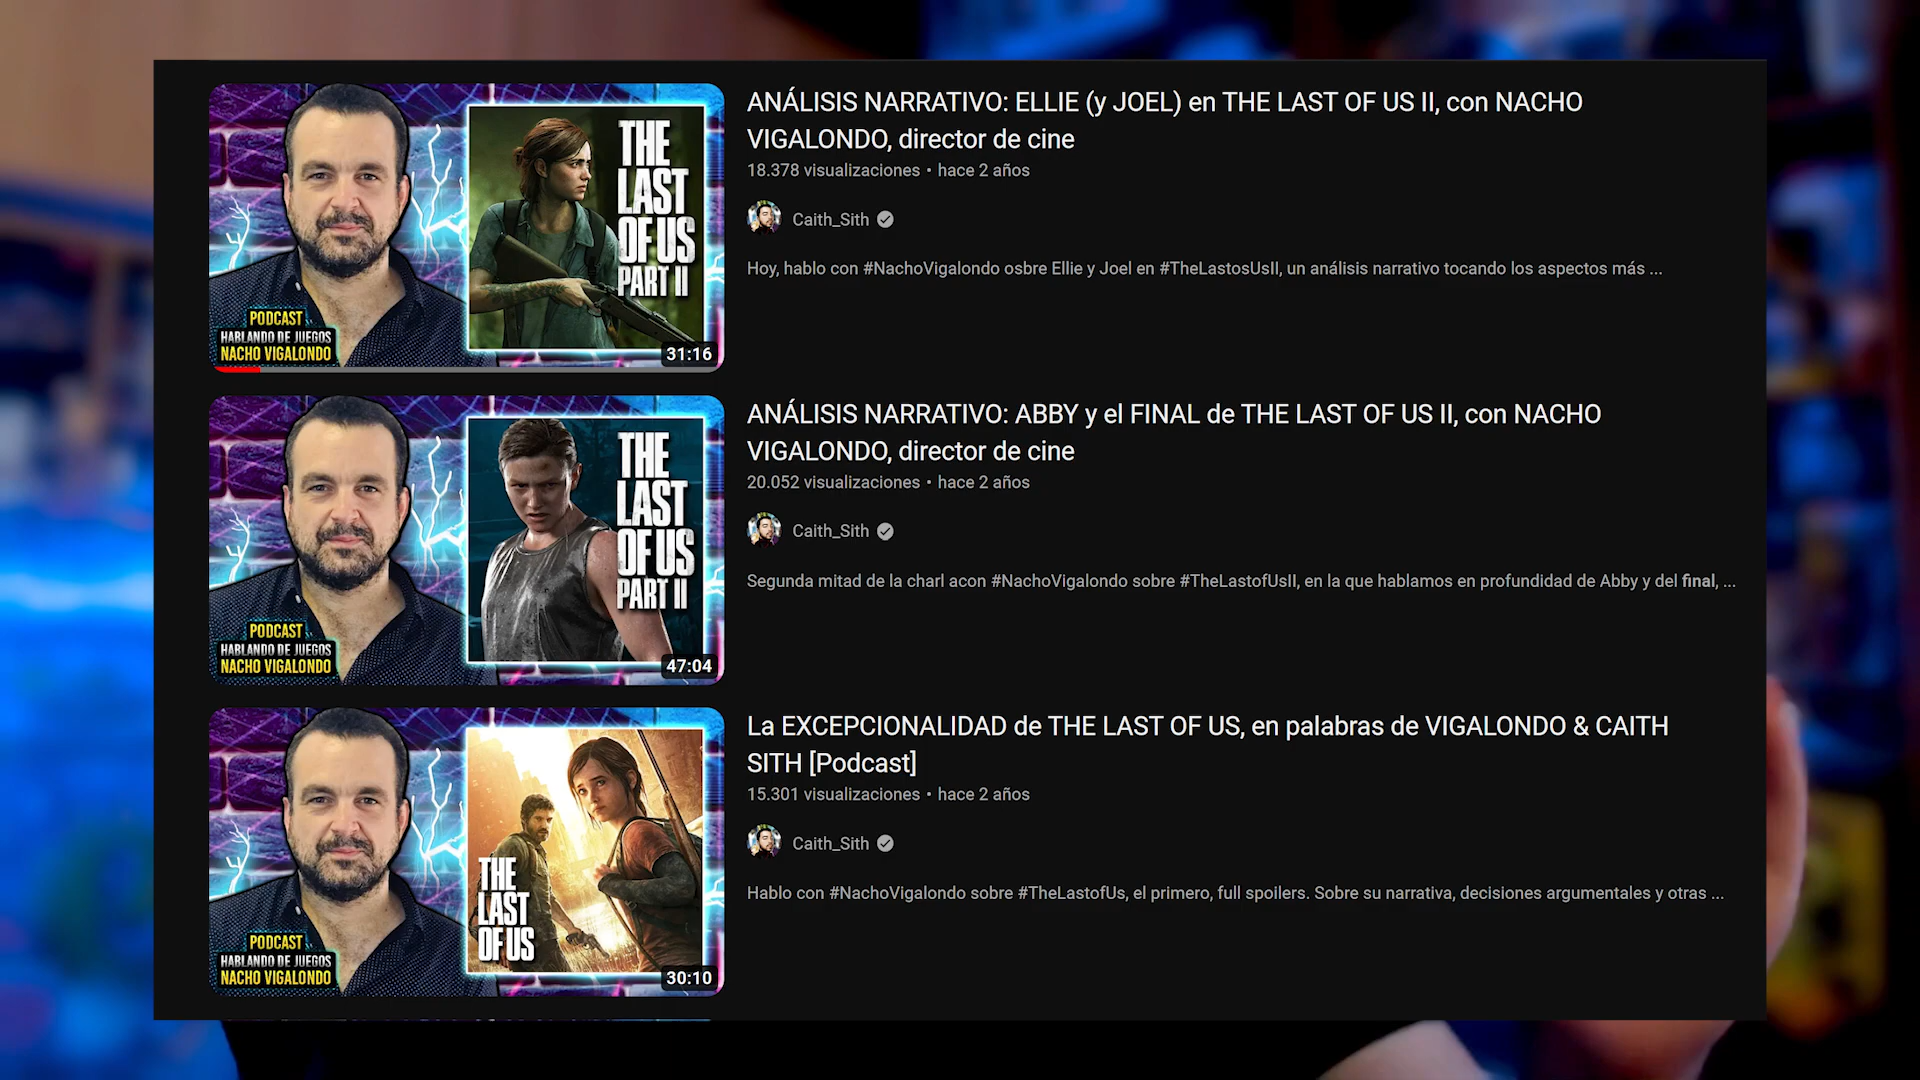 THE
LAST
OF US
PART II
PODCAST
HABLANDO DE JUEGOS
NACHO VIGALONDO
31:16
ANÁLISIS NARRATIVO: ELLIE (y JOEL) en THE LAST OF US II, con NACHO
VIGALONDO, director de cine
18.378 visualizaciones • hace 2 años
Caith_Sith
Hoy, hablo con #NachoVigalondo osbre Ellie y Joel en #TheLastosUsII, un análisis narrativo tocando los aspectos más ...
THE
LAST
OF US
PART II
PODCAST
HABLANDO DE JUEGOS
NACHO VIGALONDO
47:04
ANÁLISIS NARRATIVO: ABBY y el FINAL de THE LAST OF US II, con NACHO
VIGALONDO, director de cine
20.052 visualizaciones • hace 2 años
Caith_Sith
Segunda mitad de la charl acon #NachoVigalondo sobre #TheLastofUsII, en la que hablamos en profundidad de Abby y del final, ...
THE
LAST
OF US
PODCAST
HABLANDO DE JUEGOS
NACHO VIGALONDO
30:10
La EXCEPCIONALIDAD de THE LAST OF US, en palabras de VIGALONDO & CAITH
SITH [Podcast]
15.301 visualizaciones • hace 2 años
Caith_Sith
Hablo con #NachoVigalondo sobre #TheLastofUs, el primero, full spoilers. Sobre su narrativa, decisiones argumentales y otras ...